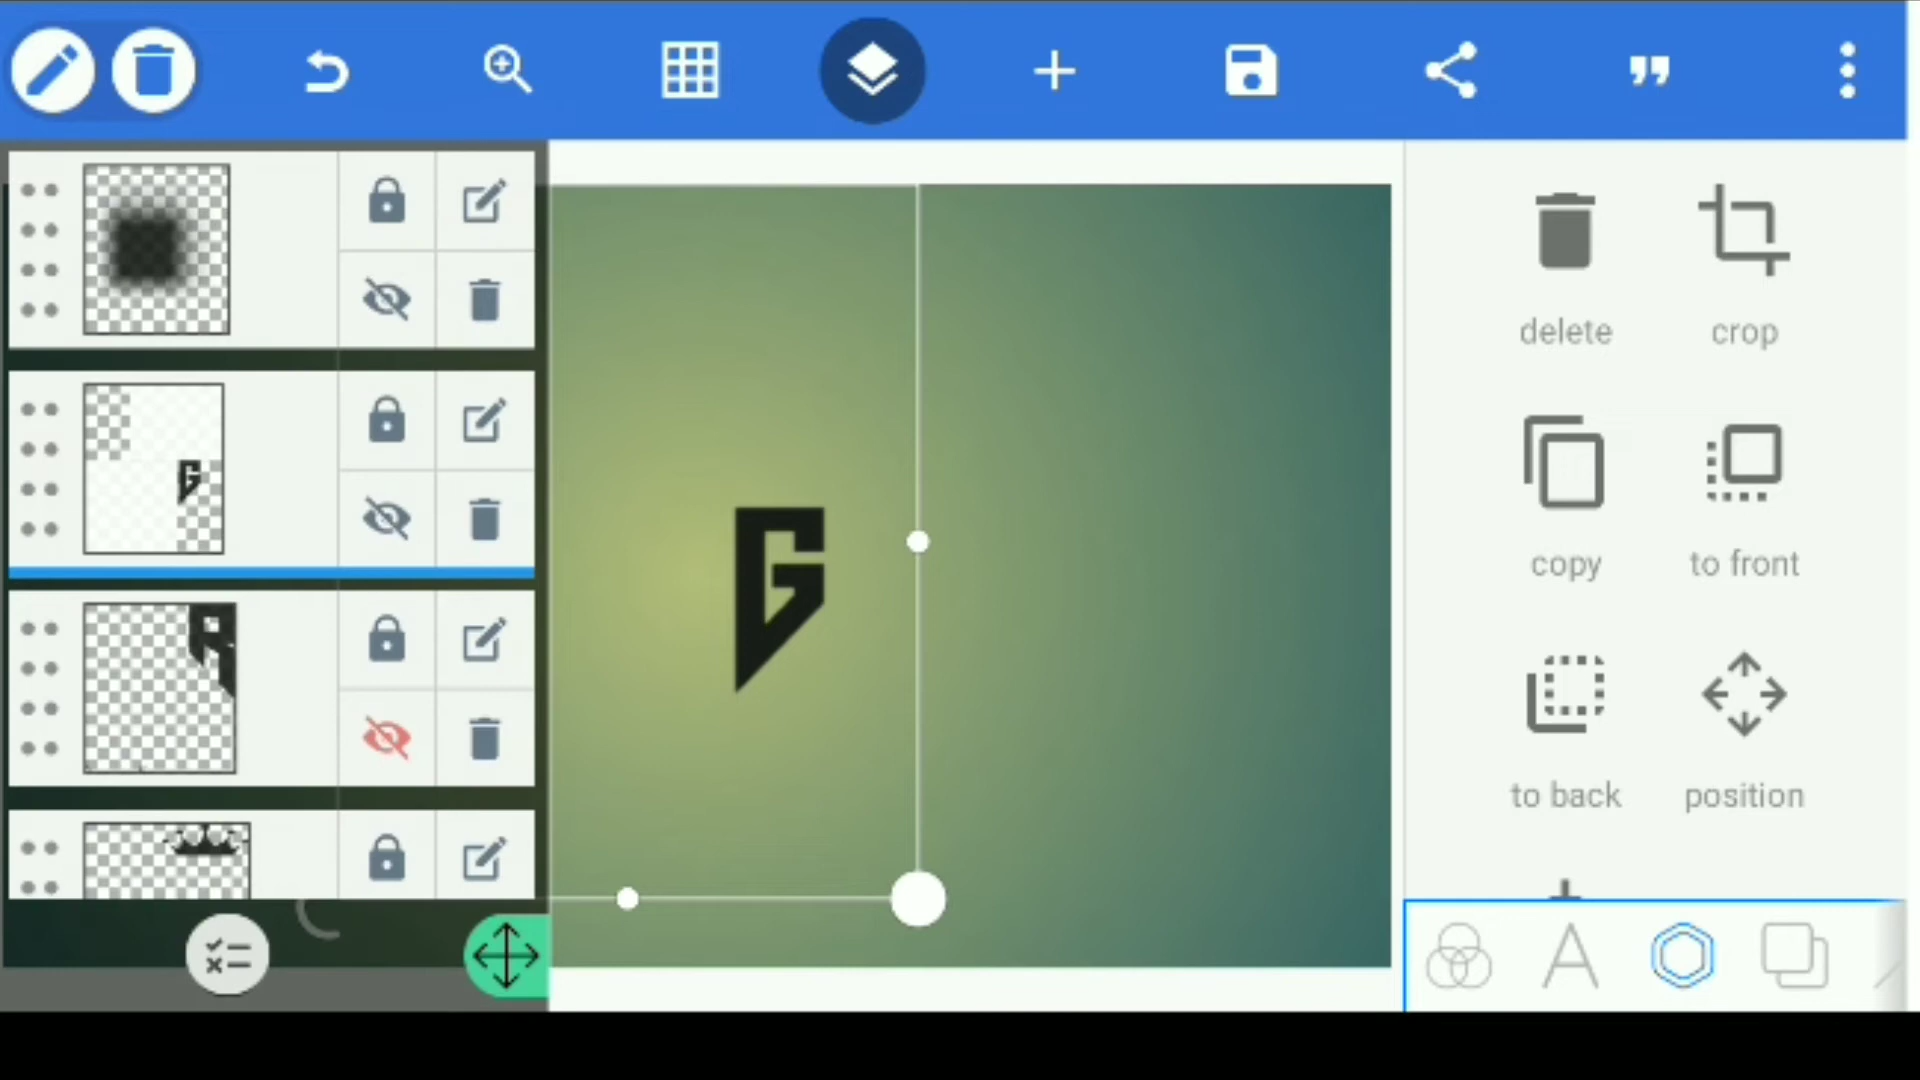 delete crop
G
G
copy to front
R
to back position